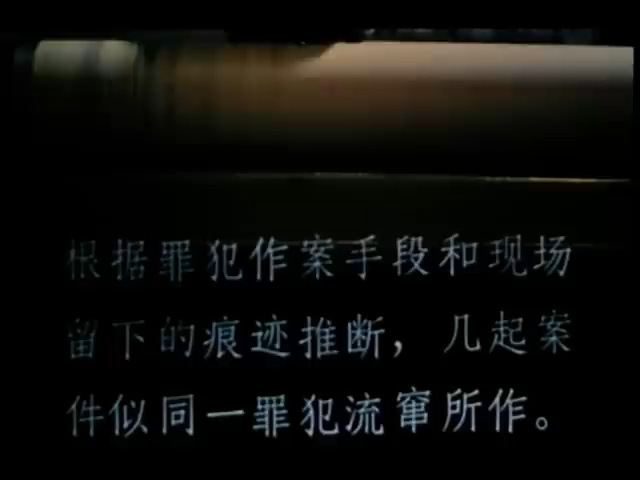 根据罪犯作案手段和现场
留下的痕迹推断，几起案
件似同一罪犯流窜所作。